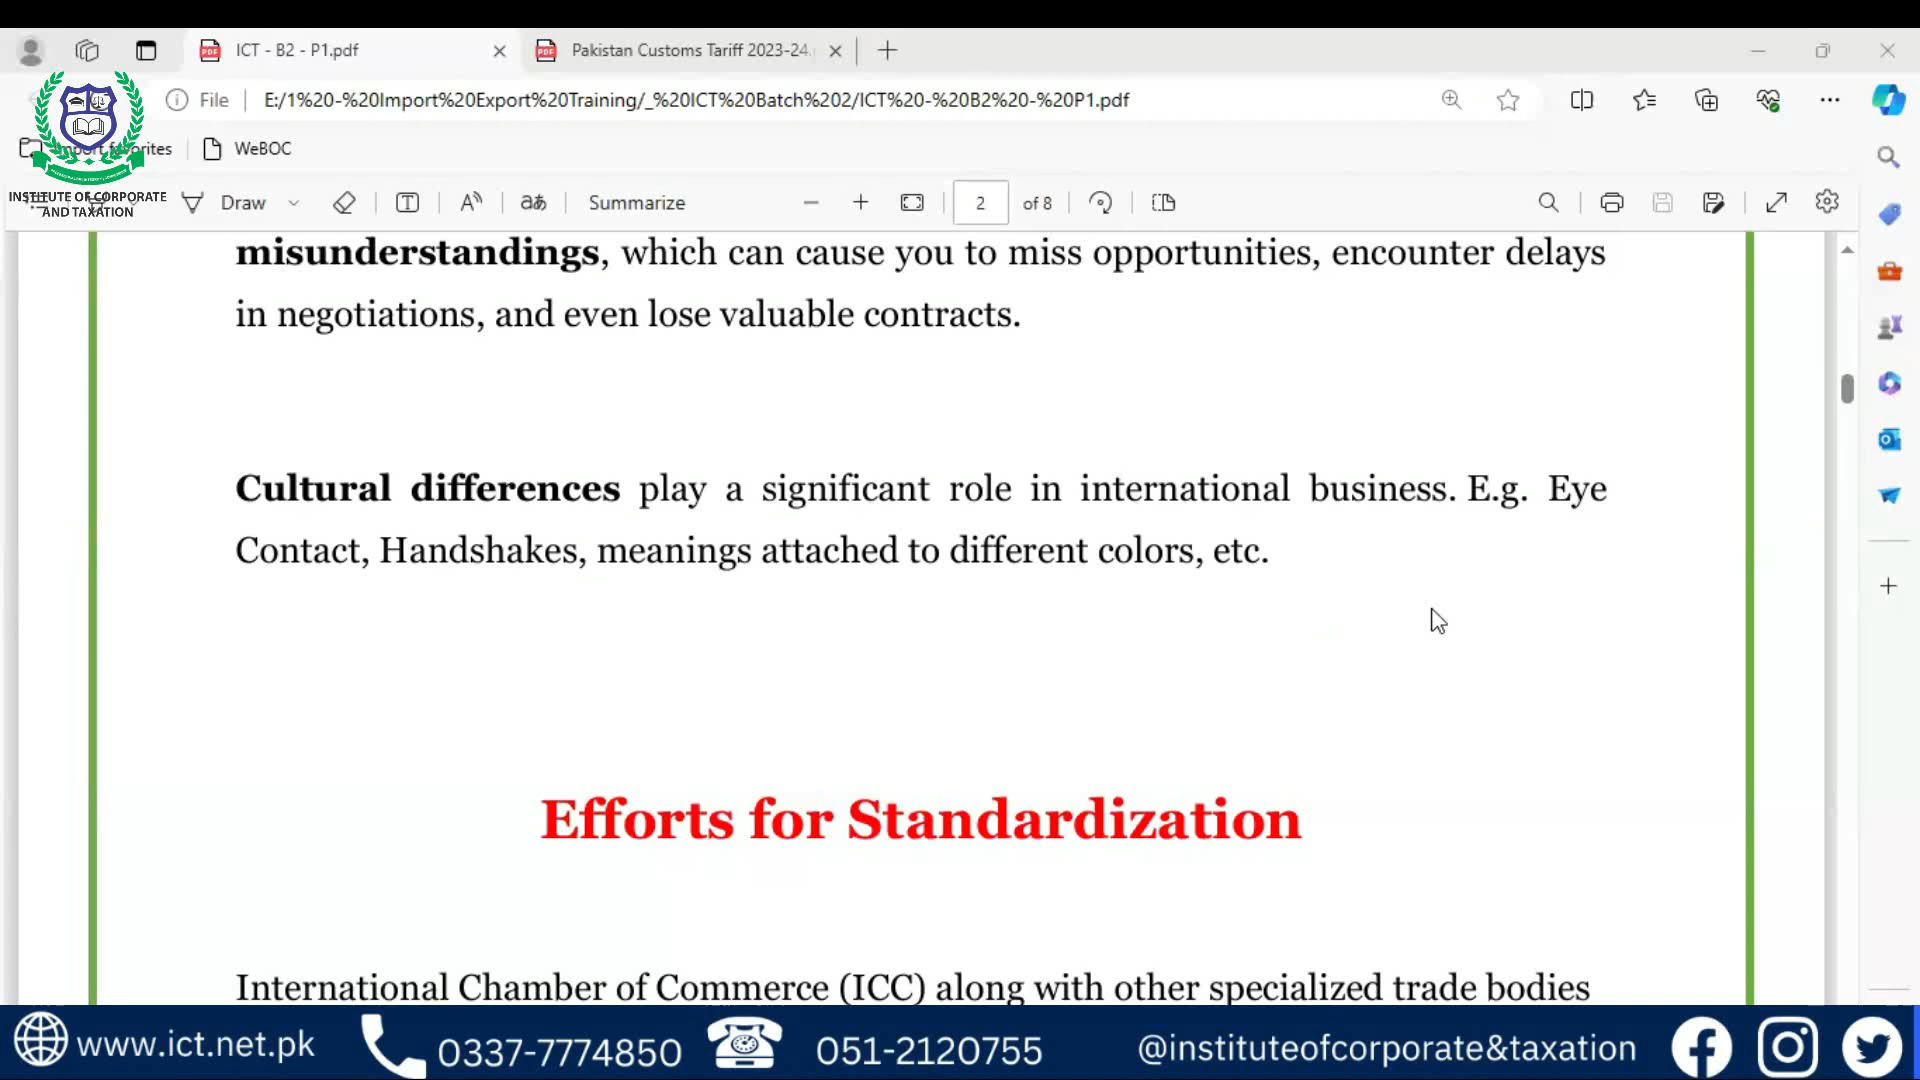 ICT - B2 - P1.pdf
Pakistan Customs Tariff 2023-24.
File
E:/1%20-%20Import%20Export%20Training/_%20ICT%20Batch%202/ICT%20-%20B2%20-%20P1.pdf
Import favorites
WeBOC
INSTITUTE OF CORPORATE
AND TAXATION
Draw
Summarize
2
of 8
misunderstandings, which can cause you to miss opportunities, encounter delays
in negotiations, and even lose valuable contracts.
Cultural differences play a significant role in international business. E.g. Eye
Contact, Handshakes, meanings attached to different colors, etc.
Efforts for Standardization
International Chamber of Commerce (ICC) along with other specialized trade bodies
www.ict.net.pk
0337-7774850
051-2120755
@instituteofcorporate&taxation